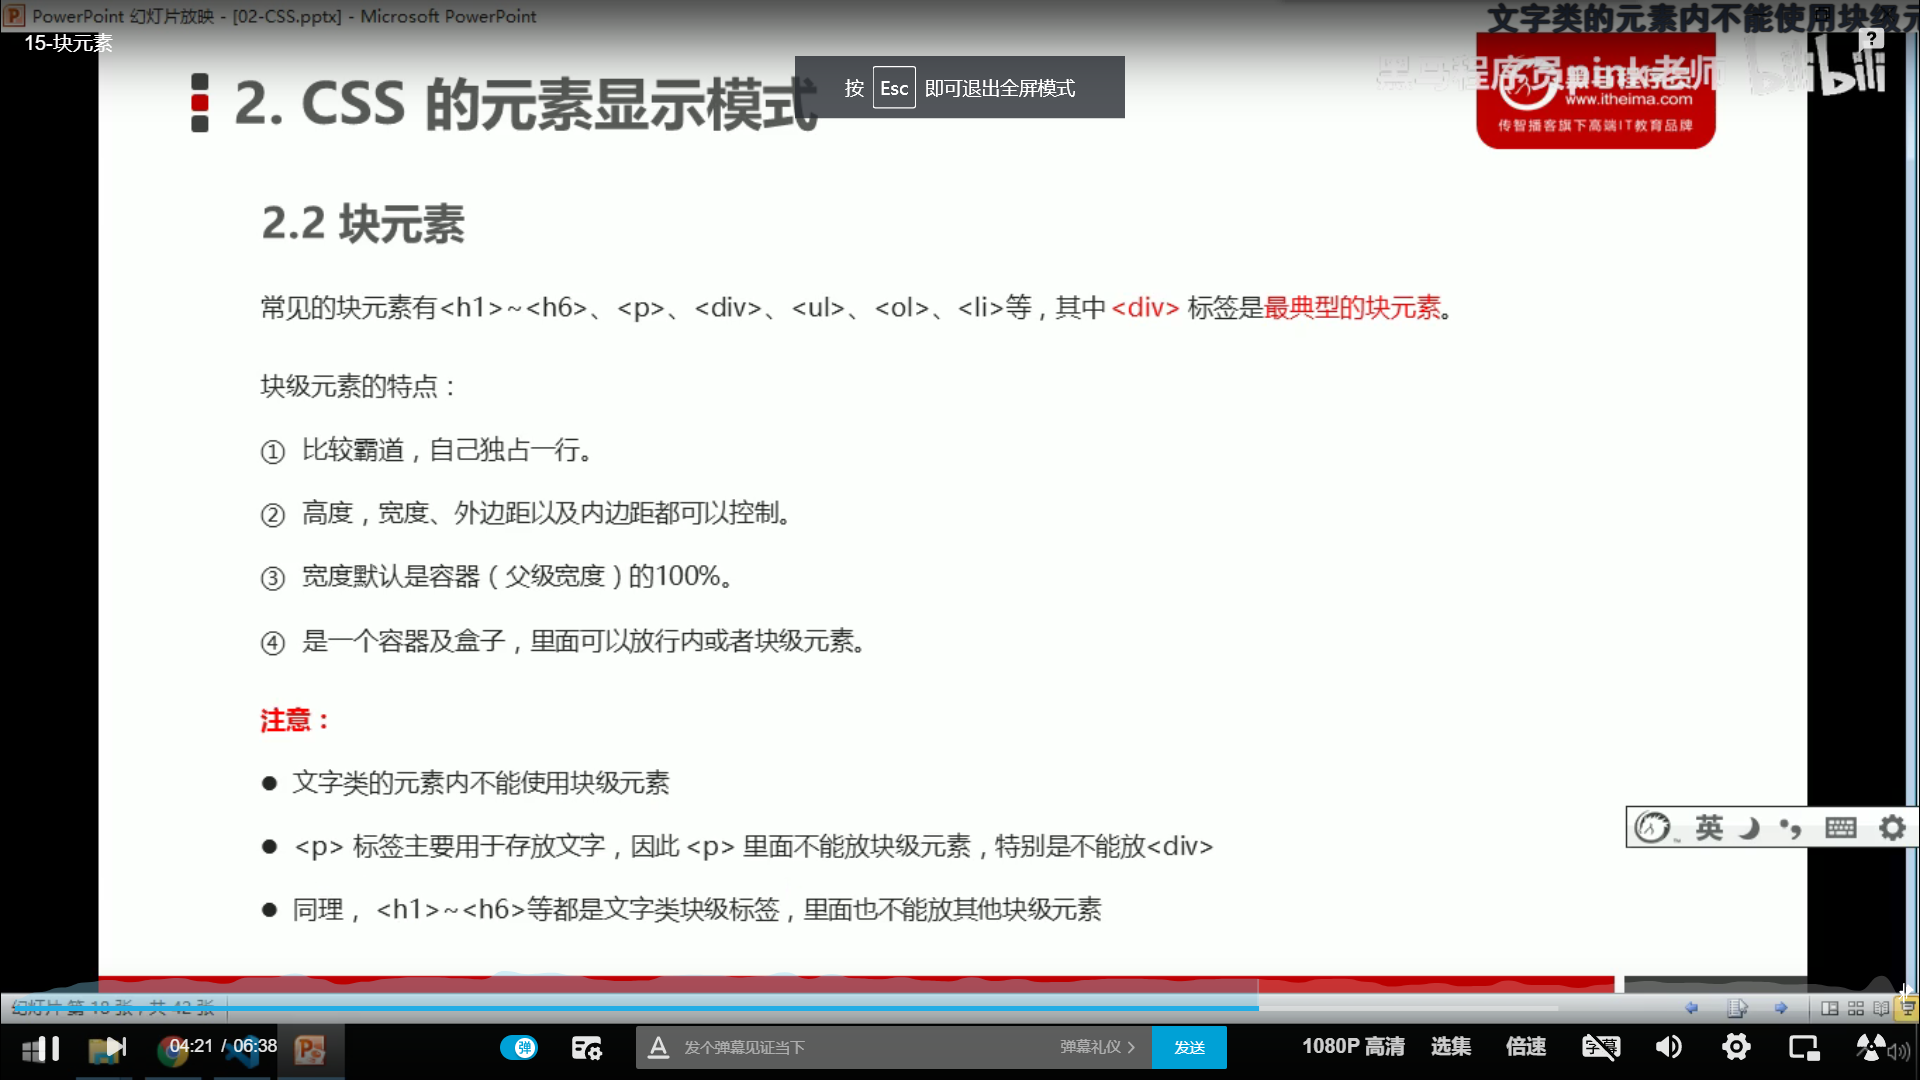 PowerPoint 幻灯片放映 - [02-CSS.pptx] - Microsoft PowerPoint
文字类的元素内不能使用块级元
15-块元素
按 Esc 即可退出全屏模式
2. CSS 的元素显示模式
黑马程序员pink老师
bilibili
www.itheima.com
传智播客旗下高端IT教育品牌
2.2 块元素
常见的块元素有<h1>~<h6>、<p>、<div>、<ul>、<ol>、<li>等，其中 <div> 标签是最典型的块元素。
块级元素的特点：
① 比较霸道，自己独占一行。
② 高度，宽度、外边距以及内边距都可以控制。
③ 宽度默认是容器（父级宽度）的100%。
④ 是一个容器及盒子，里面可以放行内或者块级元素。
注意：
● 文字类的元素内不能使用块级元素
● <p> 标签主要用于存放文字，因此 <p> 里面不能放块级元素，特别是不能放<div>
英
● 同理， <h1>~<h6>等都是文字类块级标签，里面也不能放其他块级元素
幻灯片 第 18 张，共 42 张
04:21 / 06:38
弹
发个弹幕见证当下
弹幕礼仪
发送
1080P 高清
选集
倍速
字幕